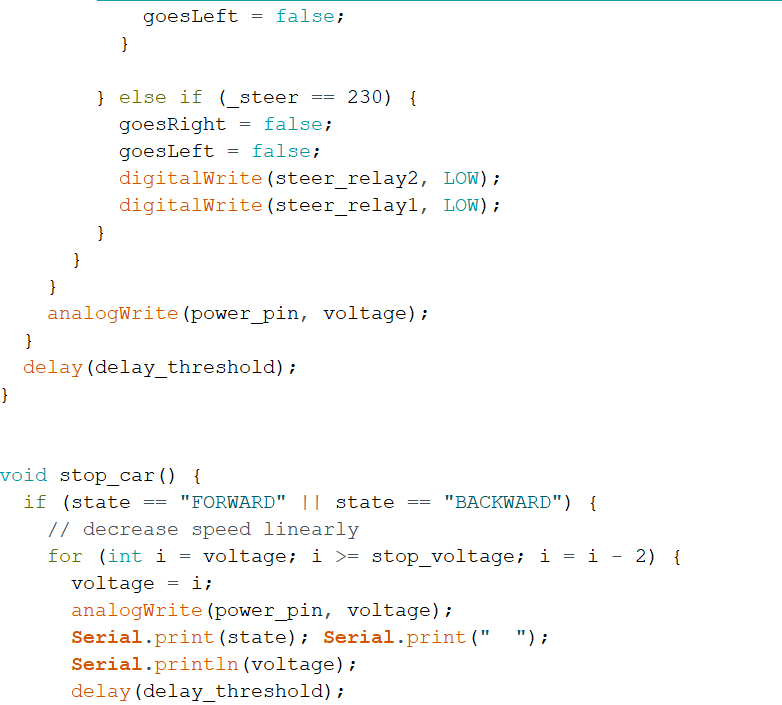 goesLeft = false;
}
} else if (_steer == 230) {
goesRight = false;
goesLeft = false;
digitalWrite(steer_relay2, LOW);
digitalWrite(steer_relay1, LOW);
}
}
}
analogWrite(power_pin, voltage);
}
delay(delay_threshold);
}
void stop_car() {
if (state == "FORWARD" || state == "BACKWARD") {
// decrease speed linearly
for (int i = voltage; i >= stop_voltage; i = i - 2) {
voltage = i;
analogWrite(power_pin, voltage);
Serial.print(state); Serial.print("  ");
Serial.println(voltage);
delay(delay_threshold);